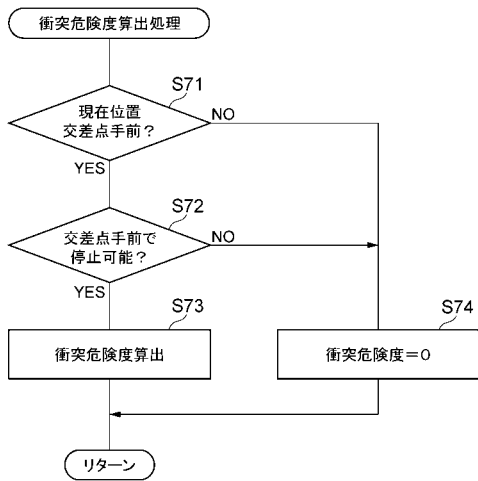 衝突危険度算出処理
S71
現在位置
交差点手前？
NO
YES
S72
交差点手前で
停止可能？
NO
YES
S73
衝突危険度算出
S74
衝突危険度＝0
リターン